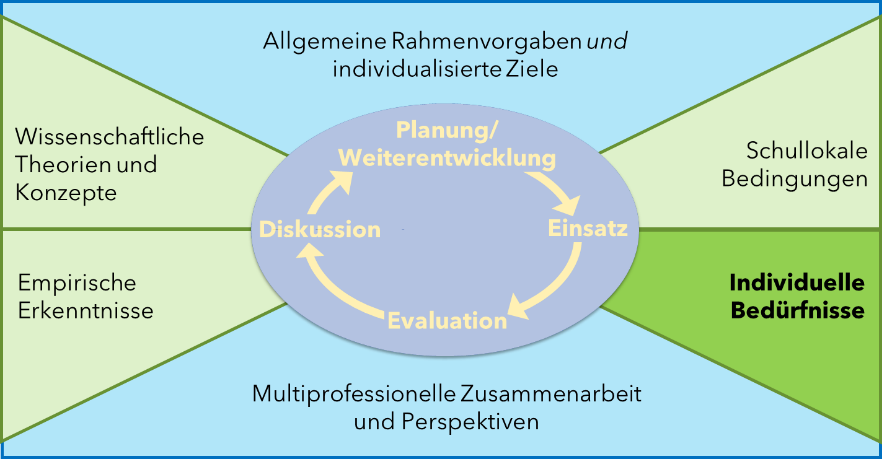 Allgemeine Rahmenvorgaben und
individualisierte Ziele
Wissenschaftliche
Theorien und
Konzepte
Planung/
Weiterentwicklung
Schullokale
Bedingungen
Diskussion
Einsatz
Empirische
Erkenntnisse
Evaluation
Individuelle
Bedürfnisse
Multiprofessionelle Zusammenarbeit
und Perspektiven